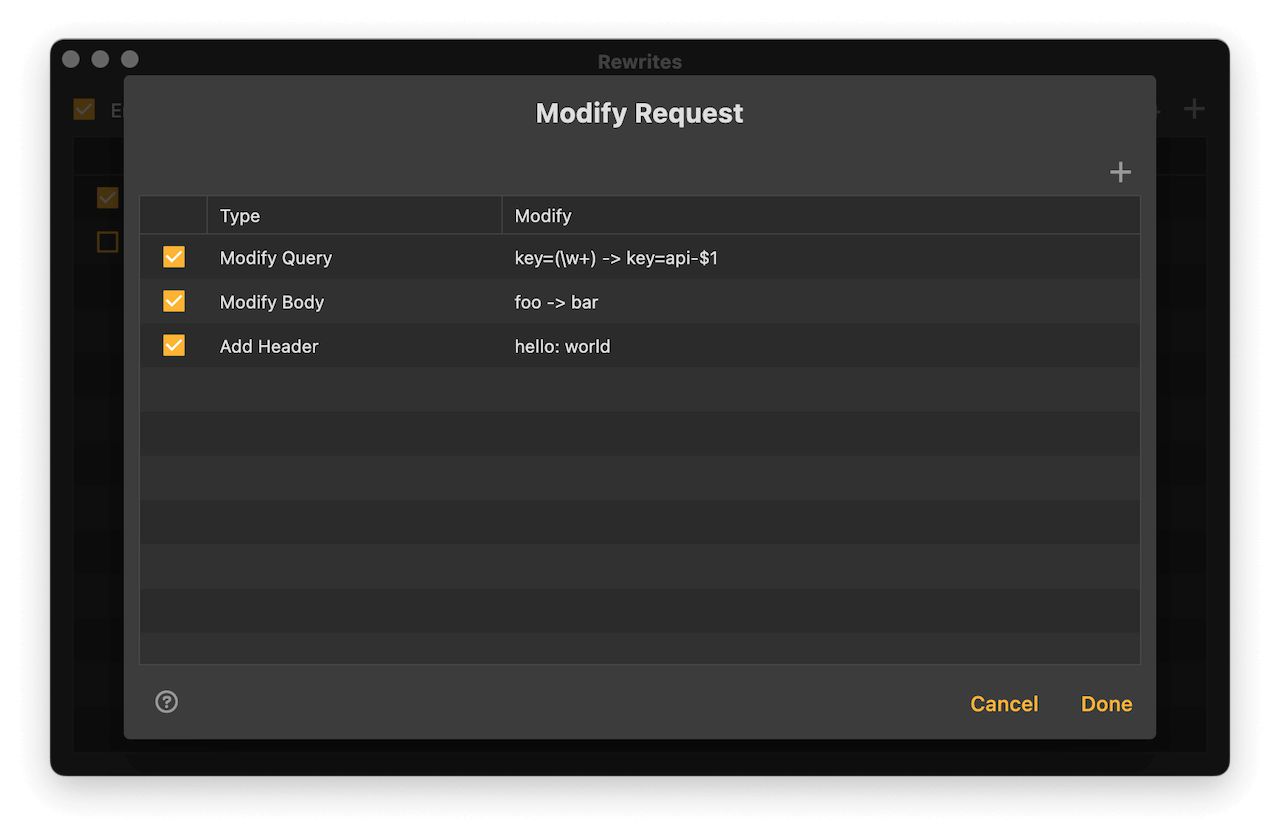 Rewrites
Modify Request
Type Modify
Modify Query key=(\w+) -> key=api-$1
Modify Body foo -> bar
Add Header hello: world
Cancel Done